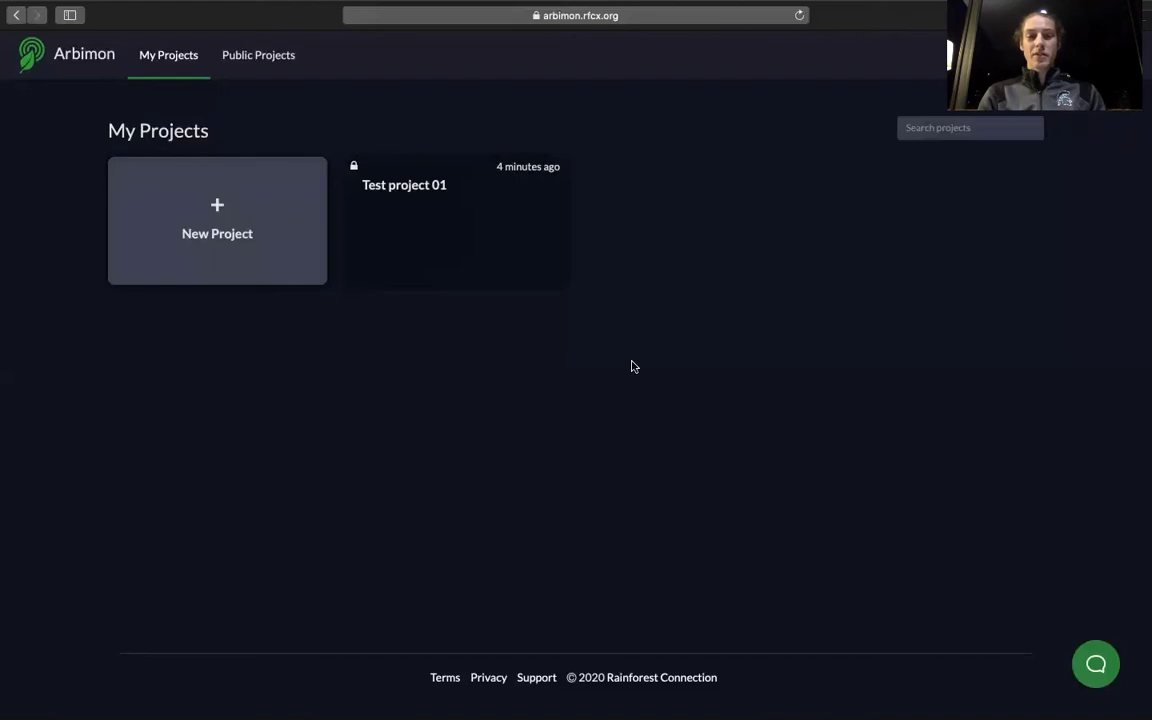 arbimon.rfcx.org
Arbimon
My Projects
Public Projects
My Projects
Search projects
+
New Project
4 minutes ago
Test project 01
Terms
Privacy
Support
© 2020 Rainforest Connection